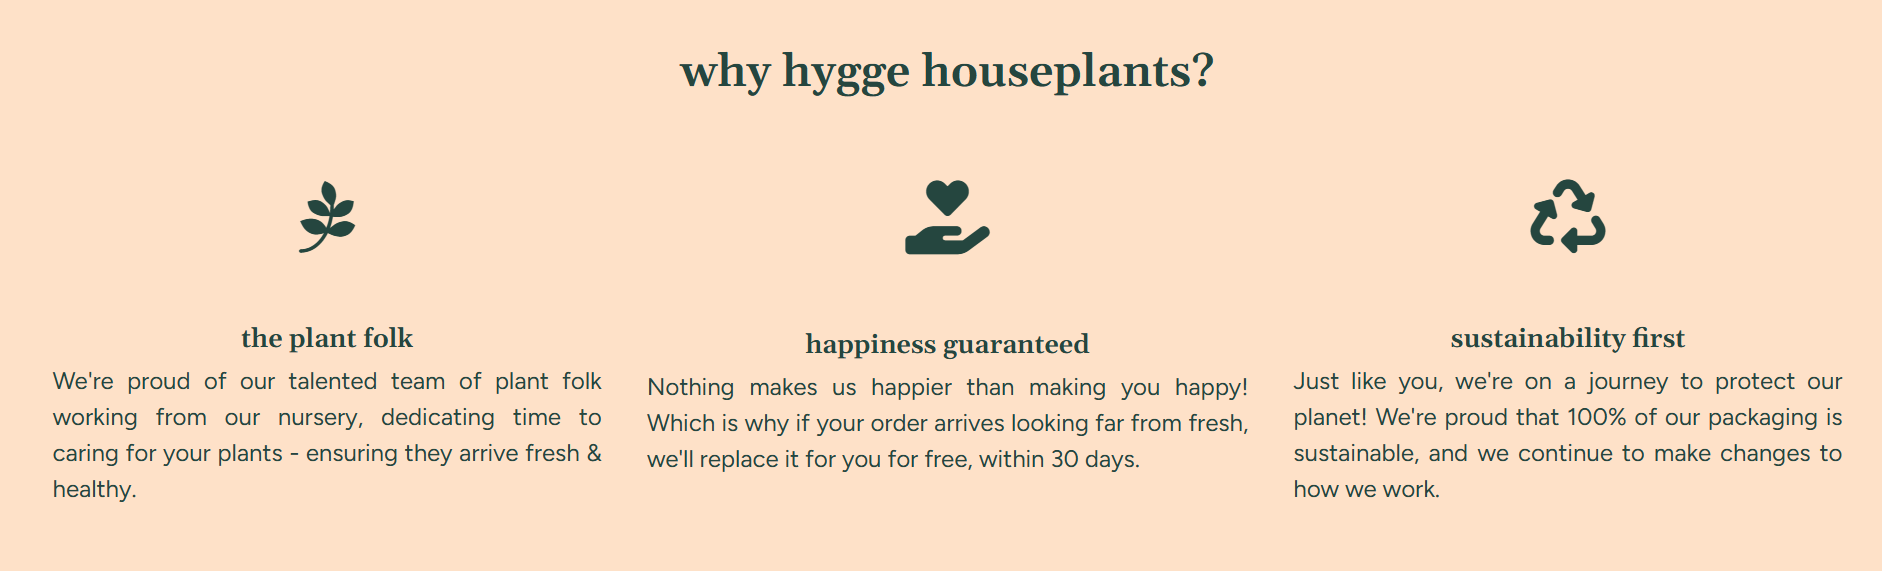 why hygge houseplants?
the plant folk
We're proud of our talented team of plant folk
working from our nursery, dedicating time to
caring for your plants - ensuring they arrive fresh &
healthy.
happiness guaranteed
Nothing makes us happier than making you happy!
Which is why if your order arrives looking far from fresh,
we'll replace it for you for free, within 30 days.
sustainability first
Just like you, we're on a journey to protect our
planet! We're proud that 100% of our packaging is
sustainable, and we continue to make changes to
how we work.